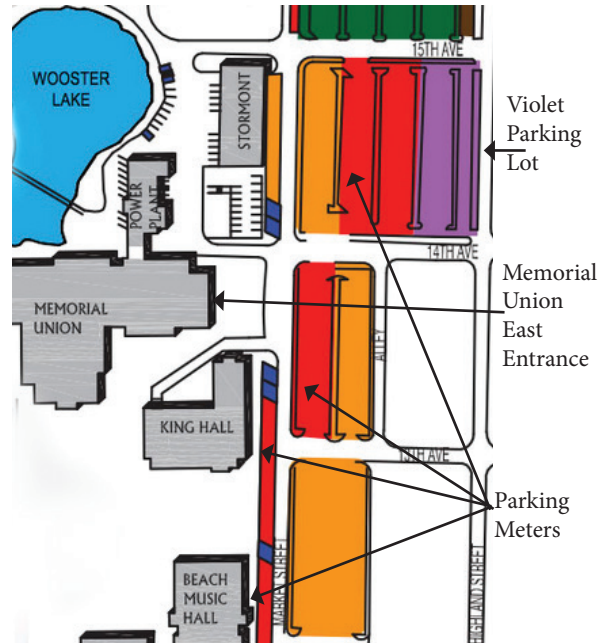 15TH AVE
WOOSTER
LAKE
STORMONT
Violet
Parking
Lot
POWER
PLANT
14TH AVE
MEMORIAL
UNION
Memorial
Union
East
Entrance
ALLEY
KING HALL
13TH AVE
Parking
Meters
MARKET STREET
HIGHLAND STREET
BEACH
MUSIC
HALL